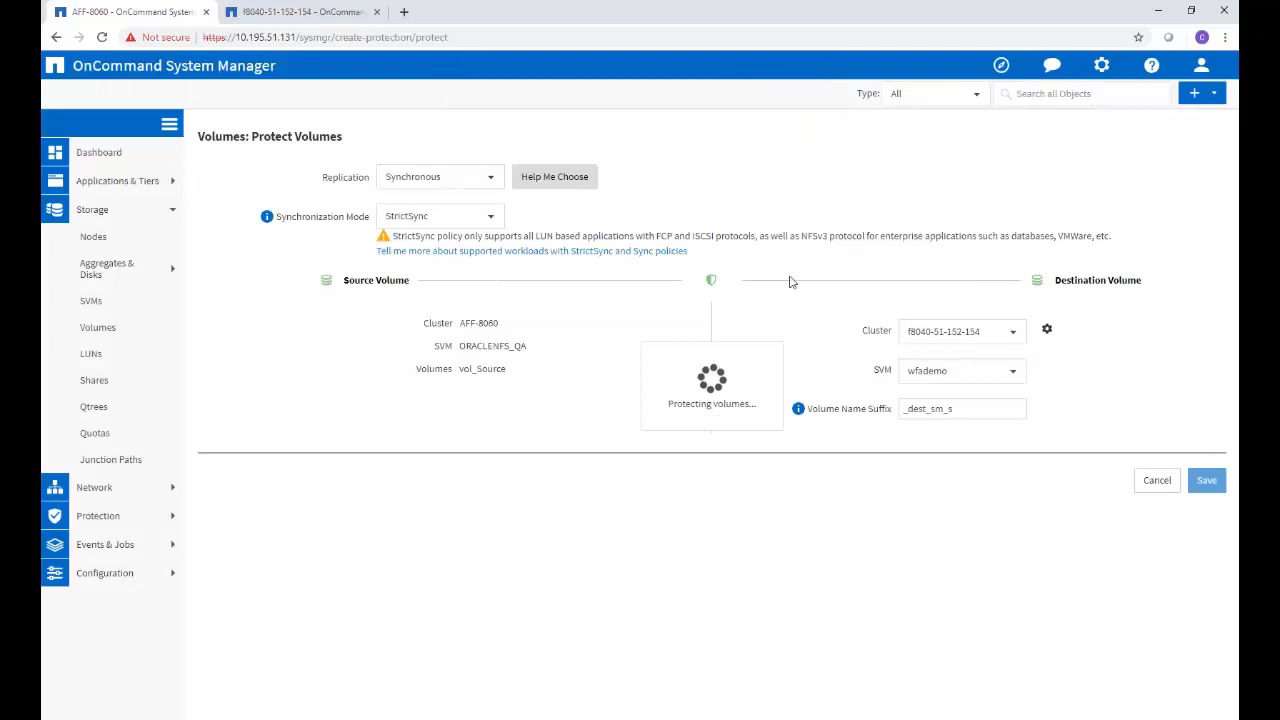 AFF-8060 - OnCommand System
f8040-51-152-154 – OnComman
Not secure https://10.195.51.131/sysmgr/create-protection/protect
OnCommand System Manager
Type: All Search all Objects
Volumes: Protect Volumes
Dashboard
Applications & Tiers
Storage
Nodes
Aggregates &
Disks
SVMs
Volumes
LUNs
Shares
Qtrees
Quotas
Junction Paths
Network
Protection
Events & Jobs
Configuration
Replication Synchronous Help Me Choose
Synchronization Mode StrictSync
StrictSync policy only supports all LUN based applications with FCP and iSCSI protocols, as well as NFSv3 protocol for enterprise applications such as databases, VMWare, etc.
Tell me more about supported workloads with StrictSync and Sync policies
Source Volume
Destination Volume
Cluster AFF-8060
SVM ORACLENFS_QA
Volumes vol_Source
Protecting volumes...
Cluster f8040-51-152-154
SVM wfademo
Volume Name Suffix _dest_sm_s
Cancel Save